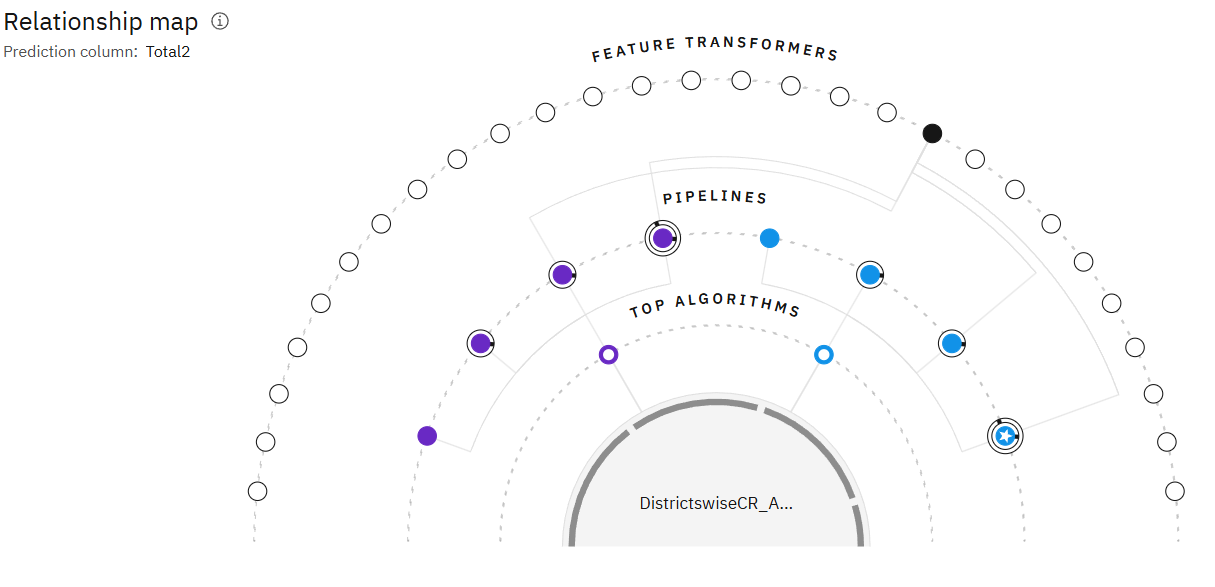 Relationship map
Prediction column: Total2
FEATURE TRANSFORMERS
PIPELINES
TOP ALGORITHMS
DistrictswiseCR_A...